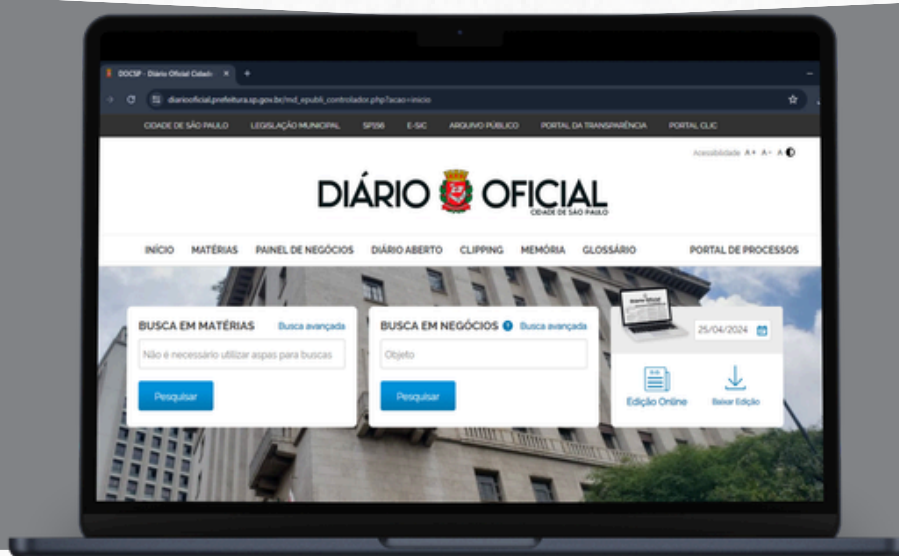 DOCSP - Diário Oficial Cidade
diariooficial.prefeitura.sp.gov.br/md_epubli_controlador.php?acao=inicio
CIDADE DE SÃO PAULO LEGISLAÇÃO MUNICIPAL SP156 E-SIC ARQUIVO PÚBLICO PORTAL DA TRANSPARÊNCIA PORTAL CLIC
Acessibilidade A+ A- A
DIÁRIO OFICIAL
CIDADE DE SÃO PAULO
INÍCIO MATÉRIAS PAINEL DE NEGÓCIOS DIÁRIO ABERTO CLIPPING MEMÓRIA GLOSSÁRIO PORTAL DE PROCESSOS
BUSCA EM MATÉRIAS Busca avançada
Não é necessário utilizar aspas para buscas
Pesquisar
BUSCA EM NEGÓCIOS ? Busca avançada
Objeto
Pesquisar
Diário Oficial
25/04/2024
Edição Online
Baixar Edição